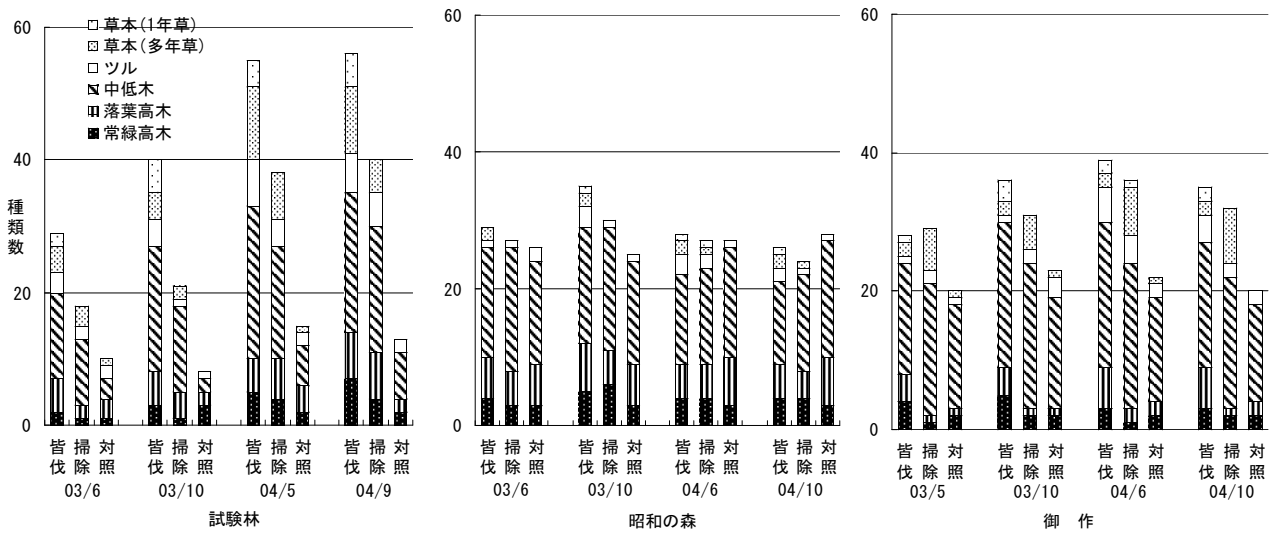 種類数
60
40
20
0
草本(1年草)
草本(多年草)
ツル
中低木
落葉高木
常緑高木
皆伐 掃除 対照 皆伐 掃除 対照 皆伐 掃除 対照 皆伐 掃除 対照
03/6 03/10 04/5 04/9
試験林
60
40
20
0
皆伐 掃除 対照 皆伐 掃除 対照 皆伐 掃除 対照 皆伐 掃除 対照
03/6 03/10 04/6 04/10
昭和の森
60
40
20
0
皆伐 掃除 対照 皆伐 掃除 対照 皆伐 掃除 対照 皆伐 掃除 対照
03/5 03/10 04/6 04/10
御 作